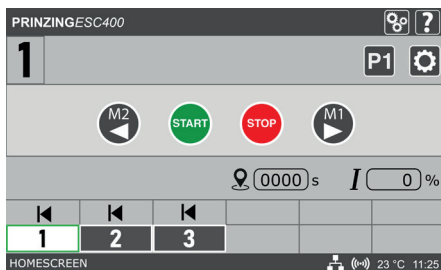 PRINZINGESC400
?
1
P1
M2
START
STOP
M1
0000 s
I 0 %
1 2 3
HOMESCREEN
23 °C 11:25